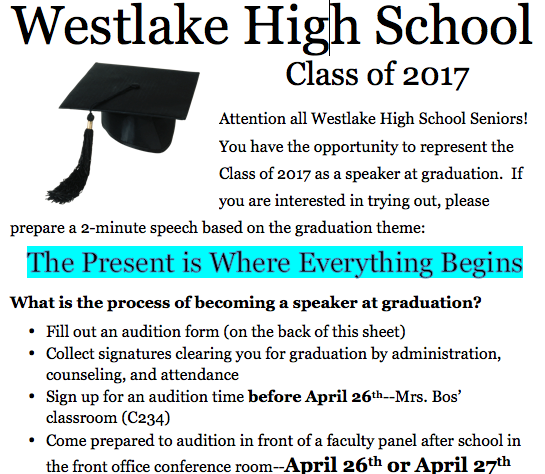 Westlake High School
Class of 2017
Attention all Westlake High School Seniors!
You have the opportunity to represent the
Class of 2017 as a speaker at graduation.  If
you are interested in trying out, please
prepare a 2-minute speech based on the graduation theme:
The Present is Where Everything Begins
What is the process of becoming a speaker at graduation?
• Fill out an audition form (on the back of this sheet)
• Collect signatures clearing you for graduation by administration,
counseling, and attendance
• Sign up for an audition time before April 26th--Mrs. Bos’
classroom (C234)
• Come prepared to audition in front of a faculty panel after school in
the front office conference room--April 26th or April 27th